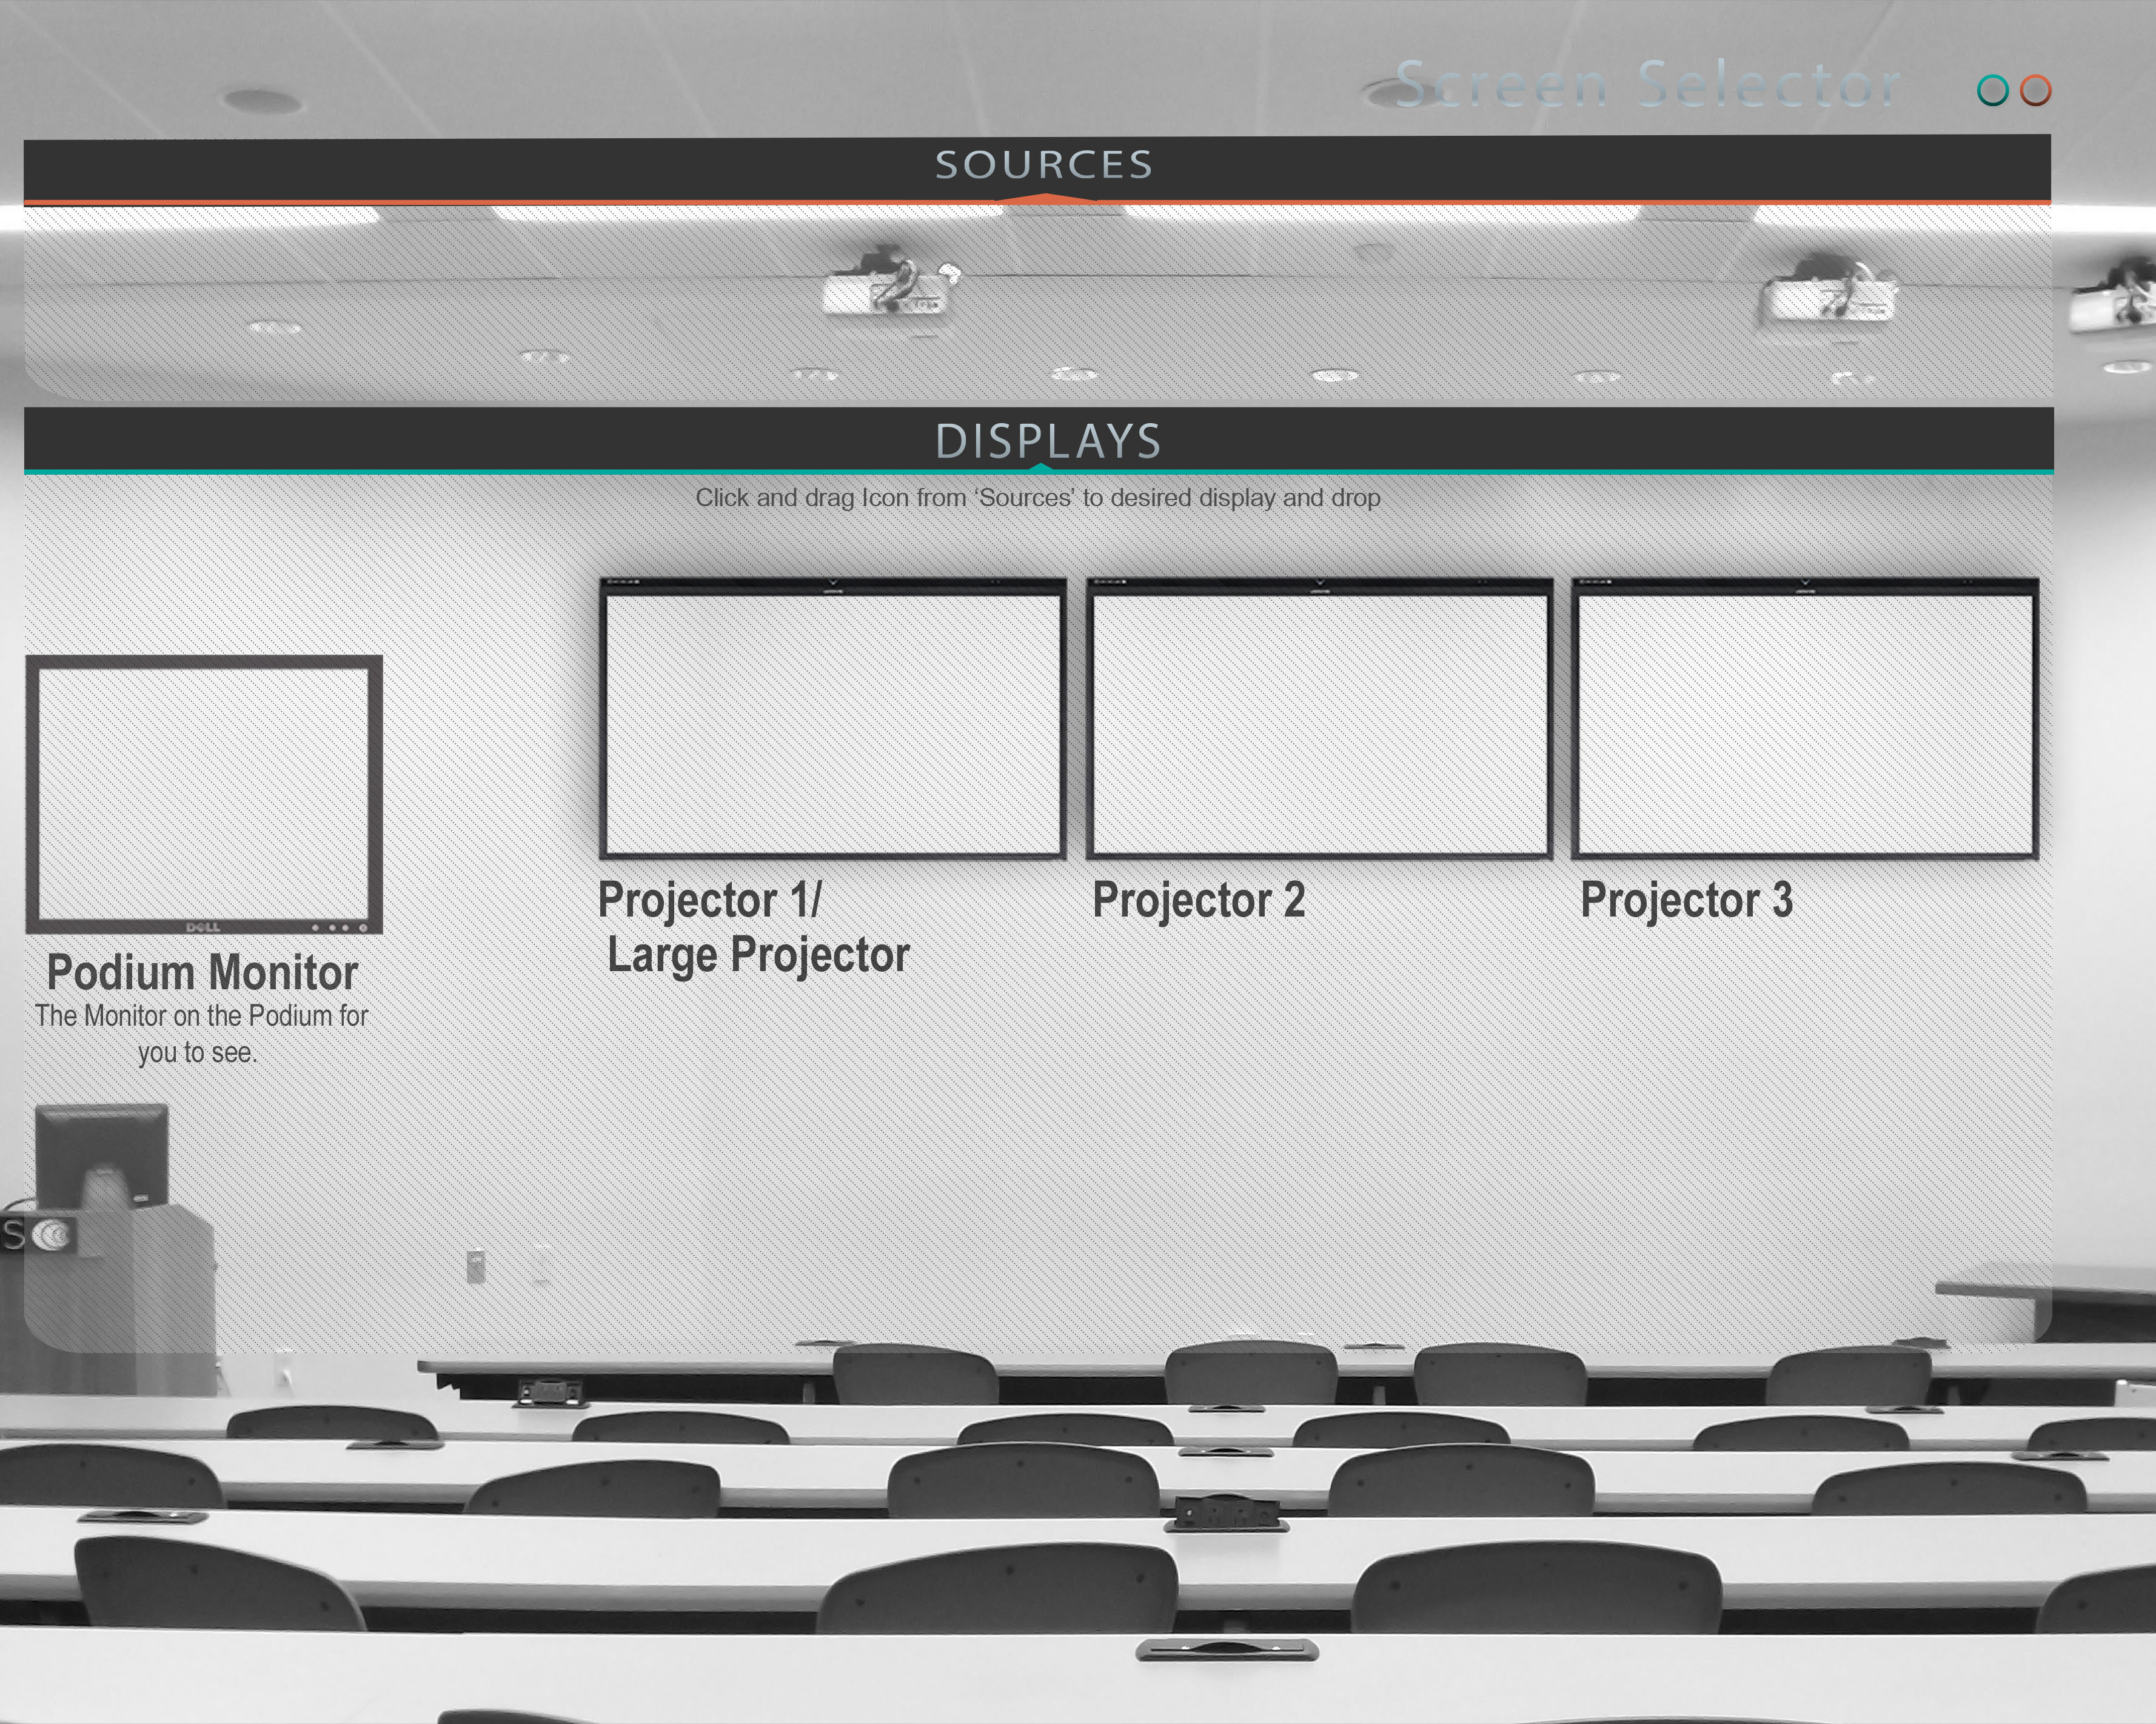 Screen Selector
SOURCES
DISPLAYS
Click and drag Icon from ‘Sources’ to desired display and drop
DELL
Projector 1/
Large Projector
Projector 2
Projector 3
Podium Monitor
The Monitor on the Podium for
you to see.
S